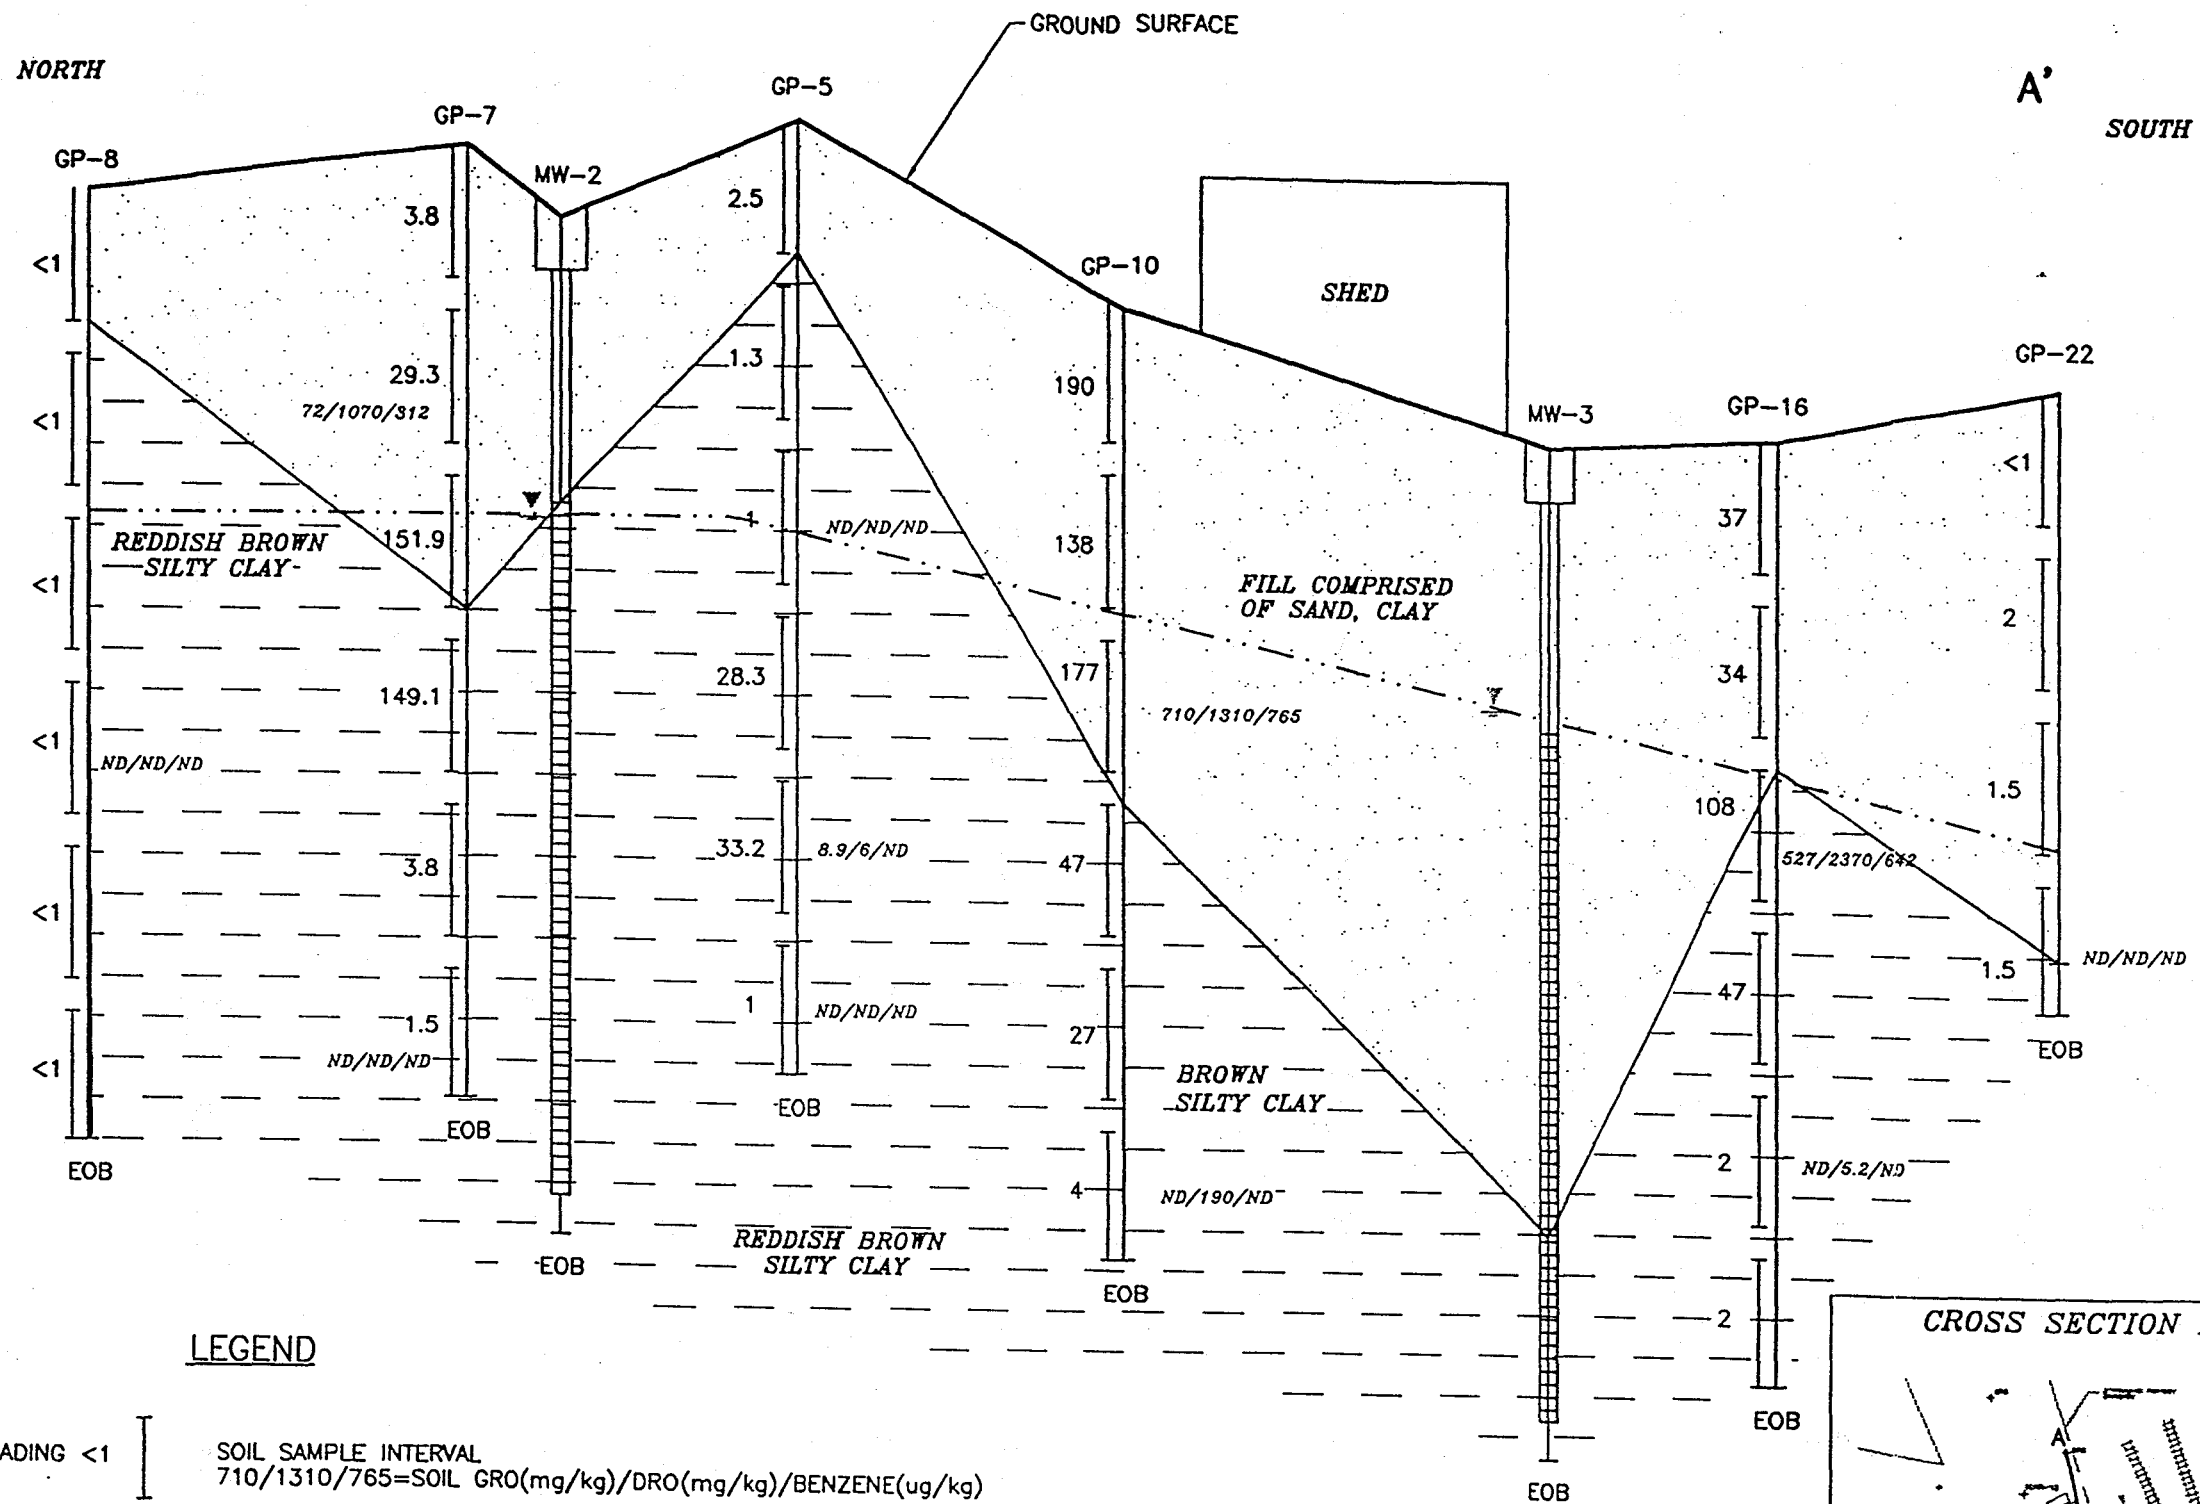 GROUND SURFACE
NORTH
A'
SOUTH
GP-8
GP-7
MW-2
GP-5
GP-10
SHED
MW-3
GP-16
GP-22
<1
<1
<1
<1
<1
<1
3.8
29.3
72/1070/312
151.9
149.1
3.8
1.5
ND/ND/ND
2.5
1.3
1
ND/ND/ND
28.3
33.2
8.9/6/ND
1
ND/ND/ND
190
138
177
710/1310/765
47
27
4
ND/190/ND
37
34
108
527/2370/642
47
2
ND/5.2/ND
2
<1
2
1.5
1.5
ND/ND/ND
ND/ND/ND
REDDISH BROWN
SILTY CLAY
FILL COMPRISED
OF SAND, CLAY
BROWN
SILTY CLAY
REDDISH BROWN
SILTY CLAY
EOB
EOB
EOB
EOB
EOB
EOB
EOB
EOB
LEGEND
ADING <1
SOIL SAMPLE INTERVAL
710/1310/765=SOIL GRO(mg/kg)/DRO(mg/kg)/BENZENE(ug/kg)
CROSS SECTION
A